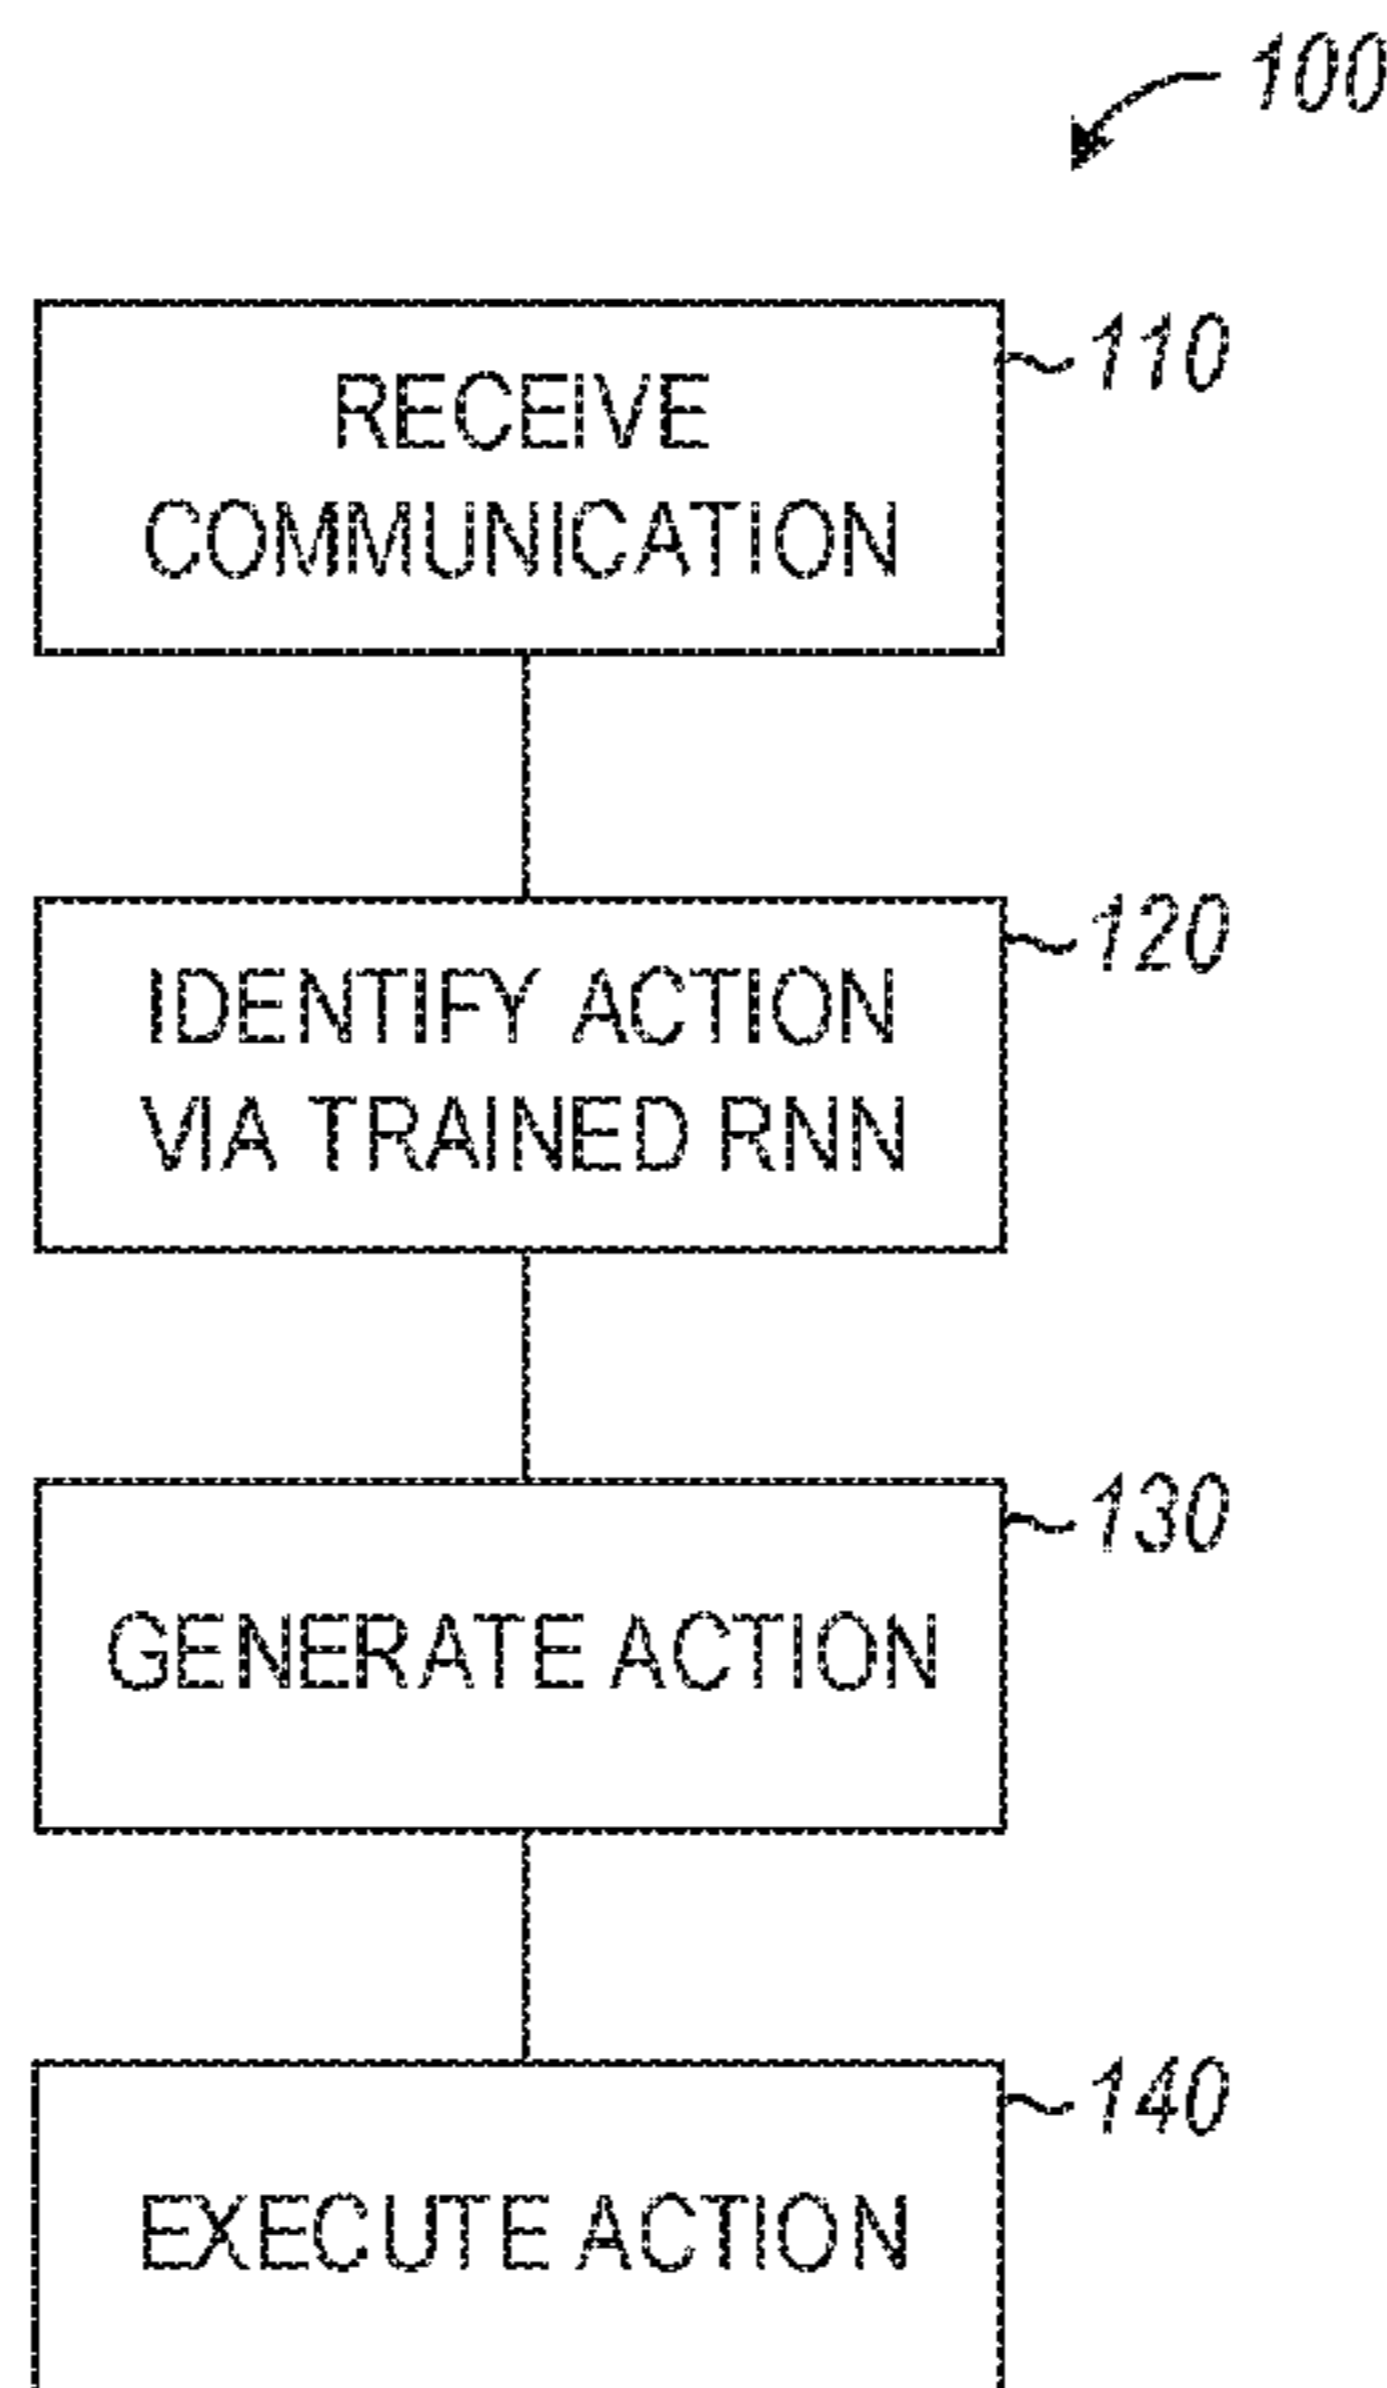 100
RECEIVE
COMMUNICATION
110
IDENTIFY ACTION
VIA TRAINED RNN
120
GENERATE ACTION
130
EXECUTE ACTION
140